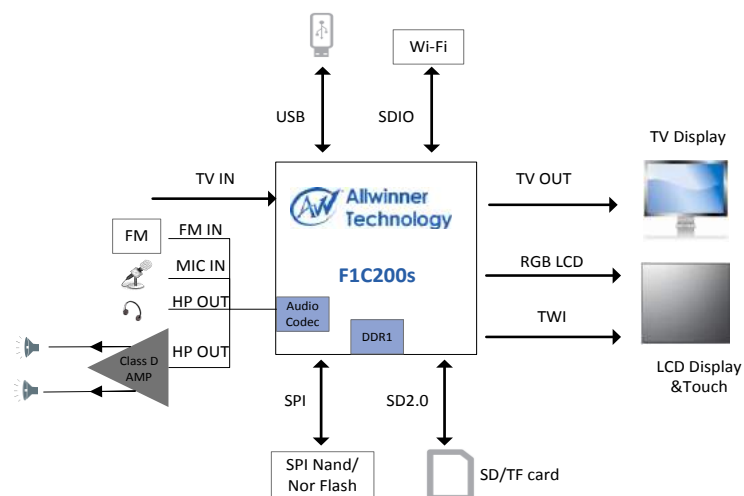 Wi-Fi
USB
SDIO
TV Display
TV IN
TV OUT
AW Allwinner
Technology
FM
FM IN
MIC IN
F1C200s
RGB LCD
HP OUT
Audio
Codec
TWI
DDR1
HP OUT
Class D
AMP
LCD Display
&Touch
SPI
SD2.0
SPI Nand/
Nor Flash
SD/TF card